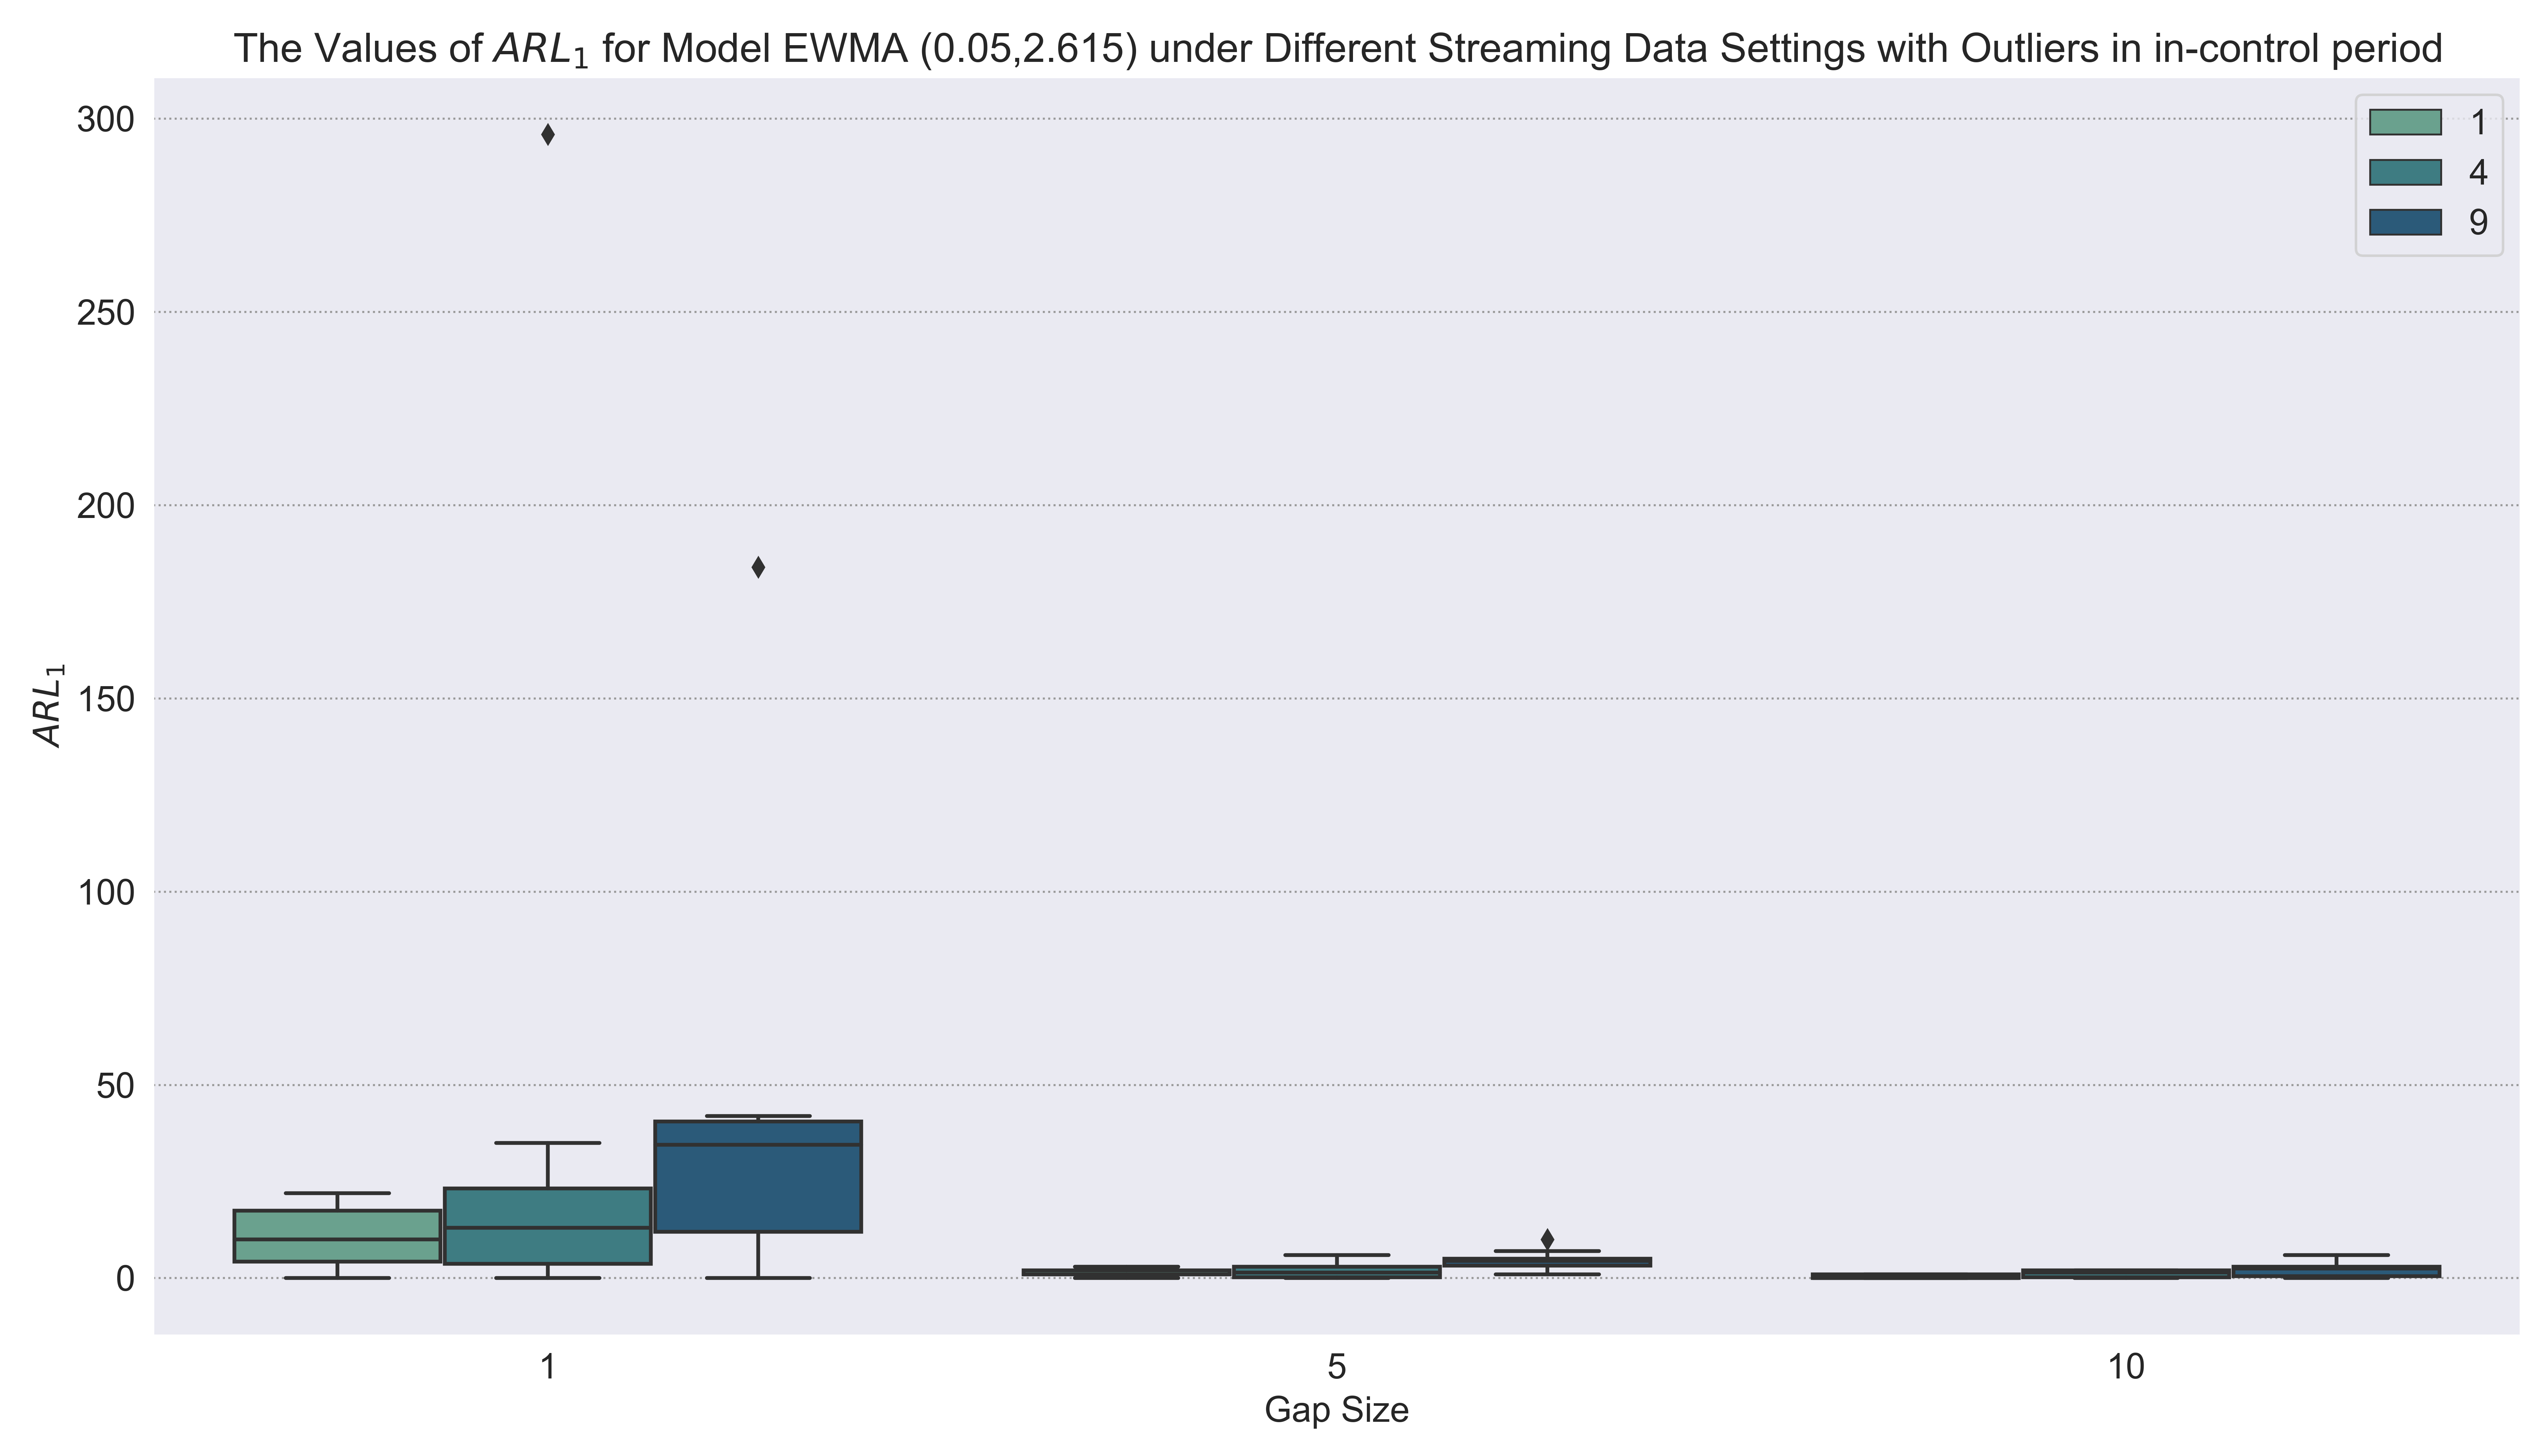 The Values of ARL₁ for Model EWMA (0.05,2.615) under Different Streaming Data Settings with Outliers in in-control period
1
4
9
300
250
200
150
100
50
0
ARL₁
1 5 10
Gap Size